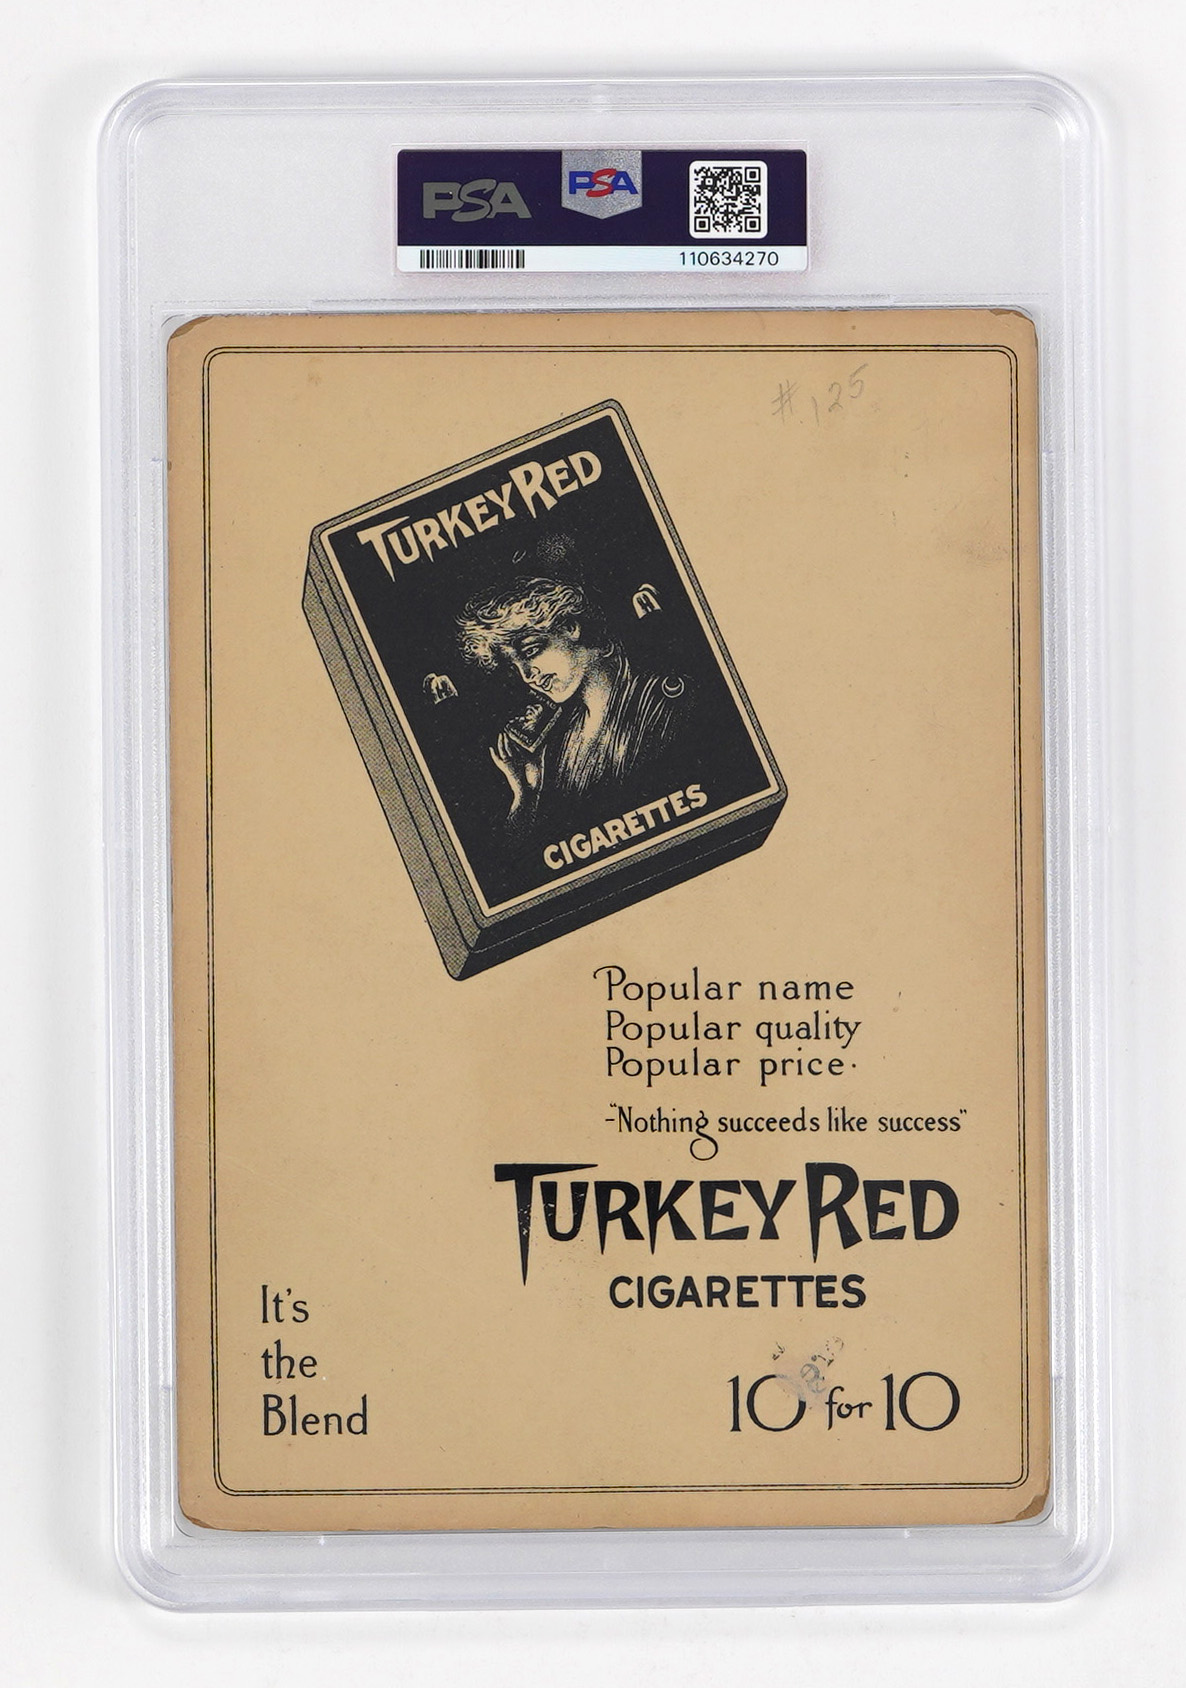 PSA
PSA
110634270
#125
TURKEY RED
CIGARETTES
Popular name
Popular quality
Popular price.
-"Nothing succeeds like success"
TURKEY RED
CIGARETTES
It's
the
Blend
10 for 10